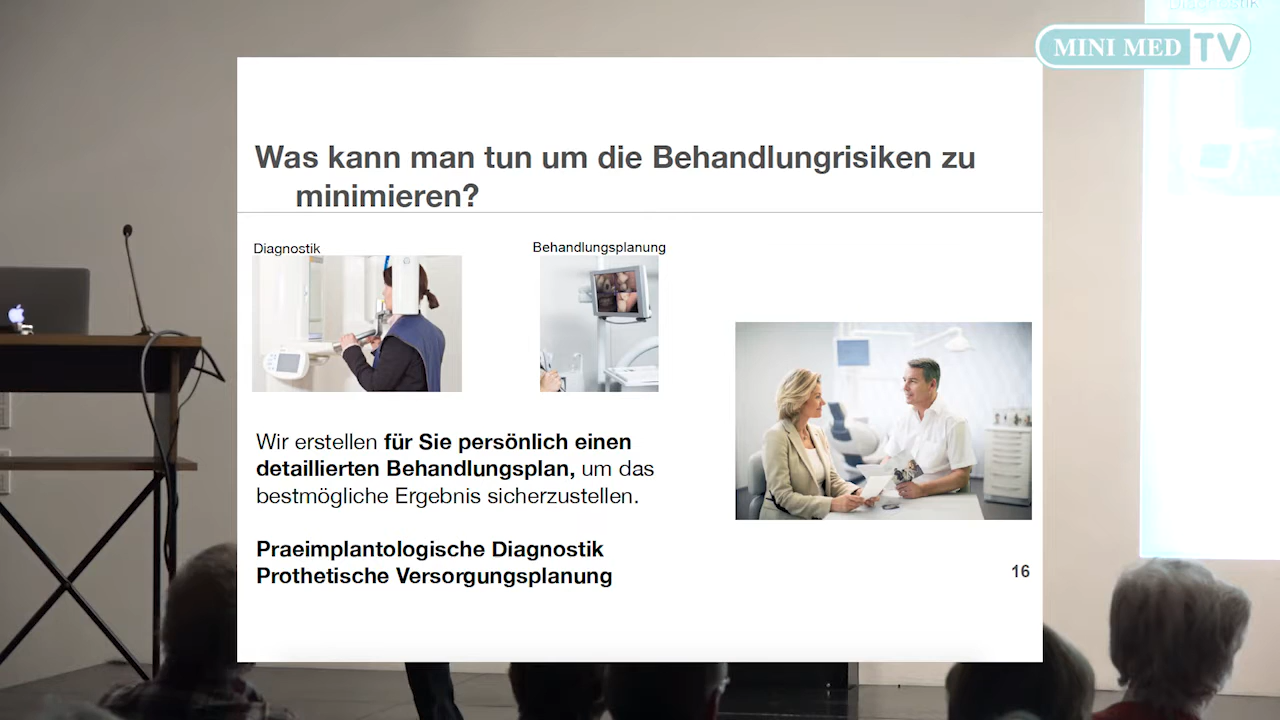 Diagnostik
MINI MED TV
Was kann man tun um die Behandlungrisiken zu
minimieren?
Diagnostik
Behandlungsplanung
Wir erstellen für Sie persönlich einen
detaillierten Behandlungsplan, um das
bestmögliche Ergebnis sicherzustellen.
Praeimplantologische Diagnostik
Prothetische Versorgungsplanung
16